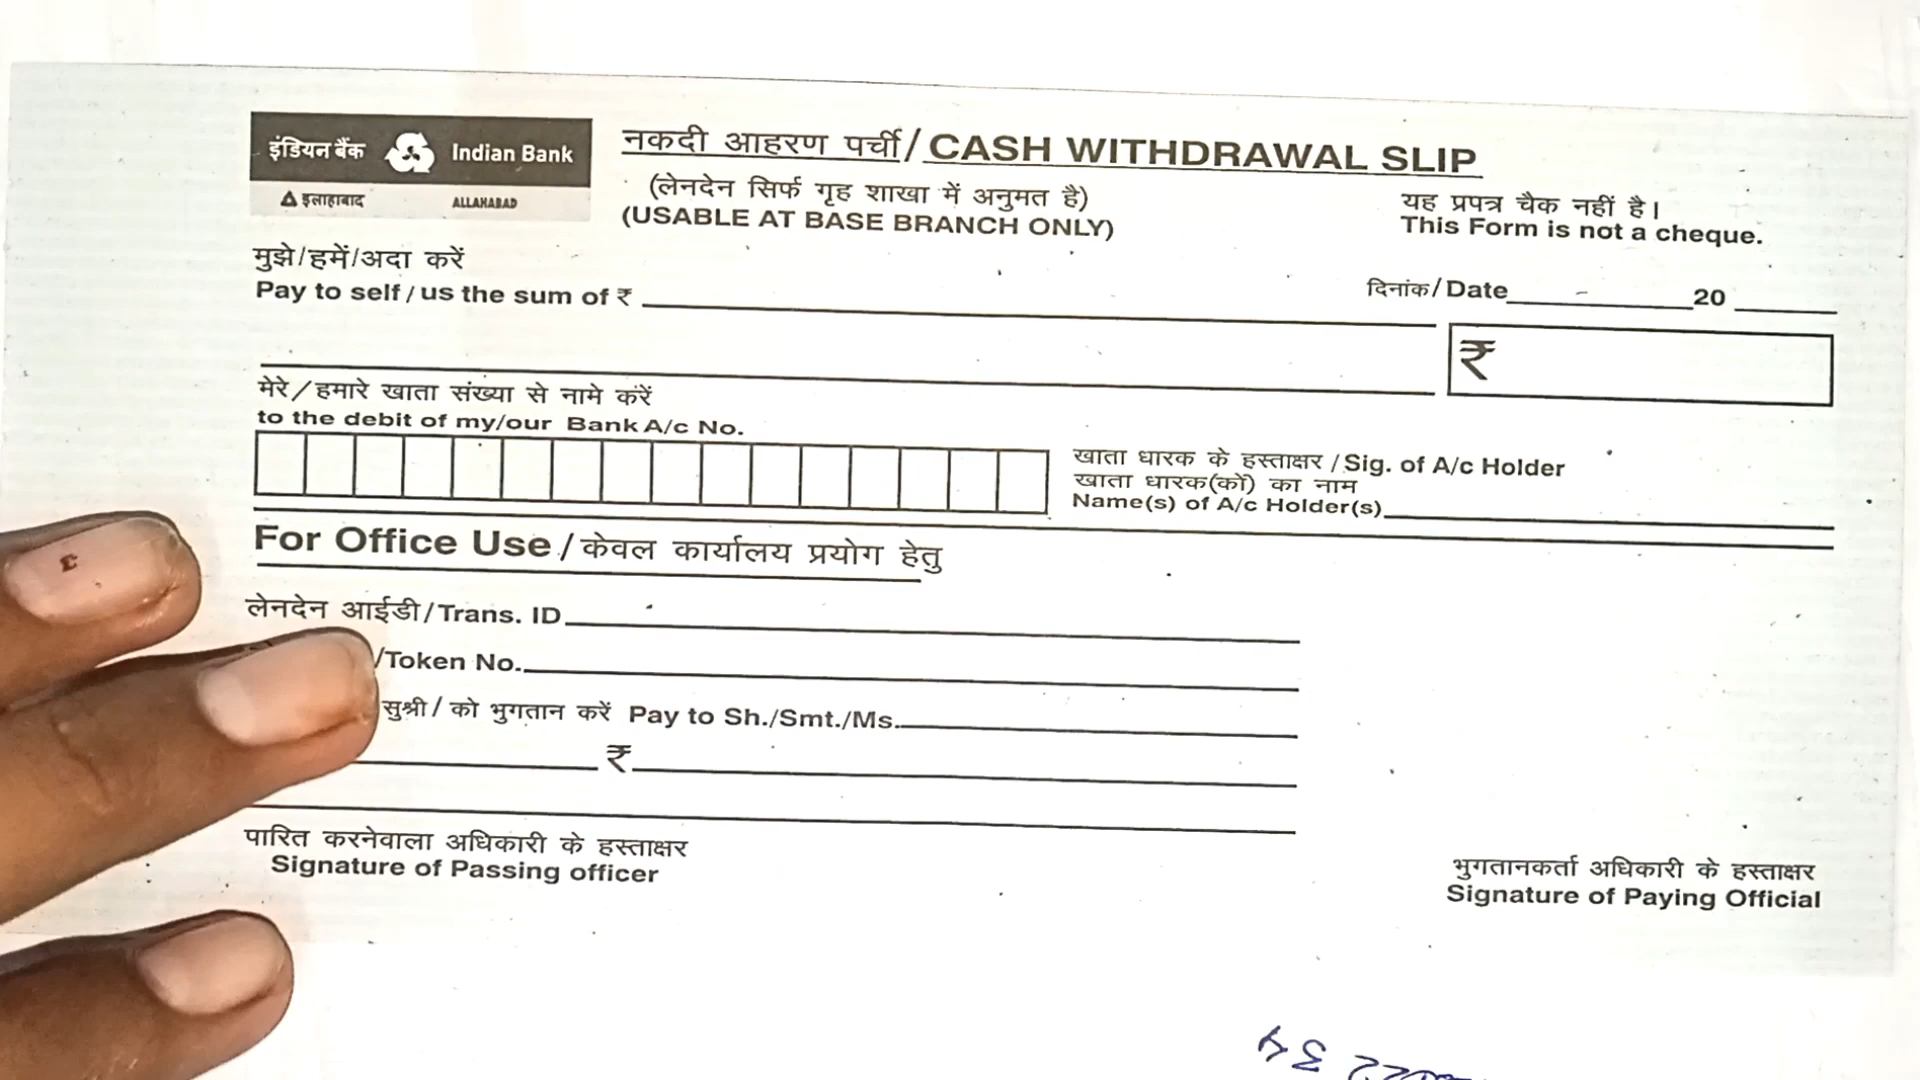 इंडियन बैंक Indian Bank
इलाहाबाद ALLAHABAD
नकदी आहरण पर्ची/CASH WITHDRAWAL SLIP
(लेनदेन सिर्फ गृह शाखा में अनुमत है)
(USABLE AT BASE BRANCH ONLY)
यह प्रपत्र चैक नहीं है।
This Form is not a cheque.
मुझे/हमें/अदा करें
Pay to self/us the sum of ₹
दिनांक/Date 20
₹
मेरे/हमारे खाता संख्या से नामे करें
to the debit of my/our Bank A/c No.
खाता धारक के हस्ताक्षर/Sig. of A/c Holder
खाता धारक(कों) का नाम
Name(s) of A/c Holder(s)
For Office Use/केवल कार्यालय प्रयोग हेतु
लेनदेन आईडी/Trans. ID
/Token No.
सुश्री/ को भुगतान करें Pay to Sh./Smt./Ms.
₹
पारित करनेवाला अधिकारी के हस्ताक्षर
Signature of Passing officer
भुगतानकर्ता अधिकारी के हस्ताक्षर
Signature of Paying Official